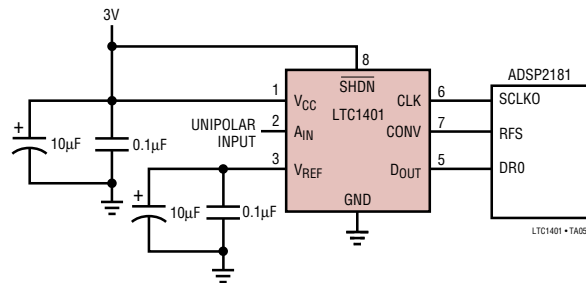 3V
8
ADSP2181
1
SHDN
6
VCC
CLK
SCLKO
LTC1401
+
10µF
0.1µF
UNIPOLAR
INPUT
2
AIN
CONV
7
RFS
3
VREF
DOUT
5
DR0
+
10µF
0.1µF
GND
LTC1401 • TA05